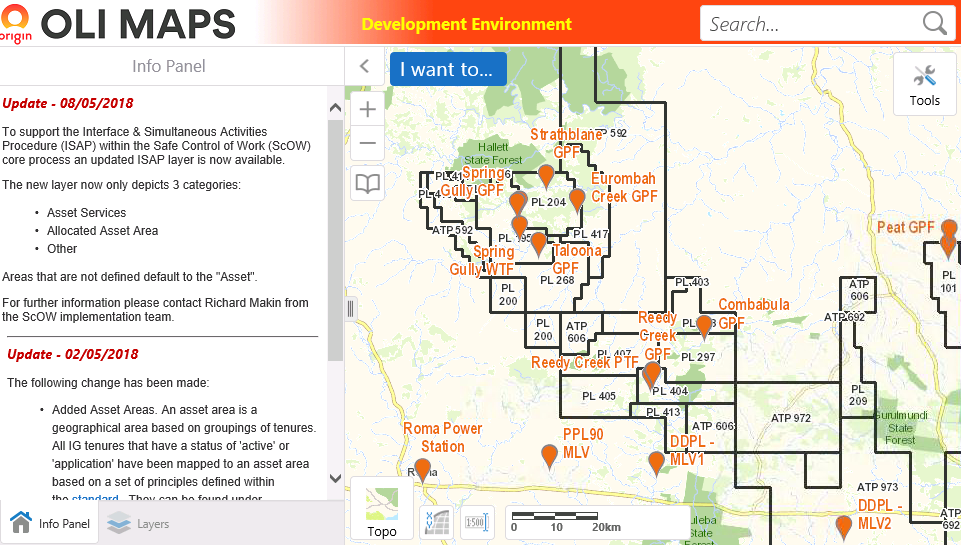 origin
OLI MAPS
Development Environment
Search...
Info Panel
I want to...
Tools
Update - 08/05/2018
To support the Interface & Simultaneous Activities
Procedure (ISAP) within the Safe Control of Work (ScOW)
core process an updated ISAP layer is now available.
The new layer now only depicts 3 categories:
• Asset Services
• Allocated Asset Area
• Other
Areas that are not defined default to the "Asset".
For further information please contact Richard Makin from
the ScOW implementation team.
Update - 02/05/2018
The following change has been made:
• Added Asset Areas. An asset area is a
geographical area based on groupings of tenures.
All IG tenures that have a status of 'active' or
'application' have been mapped to an asset area
based on a set of principles defined within
the standard. They can be found under
Info Panel
Layers
Strathblane
GPF
ATP 592
Hallett
State Forest
Spring
Gully GPF
Eurombah
Creek GPF
PL 204
ATP 592
PL 417
Spring
Gully WTF
Taloona
GPF
PL 268
PL
200
Peat GPF
PL
101
PL 403
ATP
606
ATP 692
Combabula
GPF
Reedy
Creek
GPF
PL
200
ATP
606
PL 407
PL 297
Reedy Creek PTF
PL 405
PL 404
PL 413
PL
209
ATP 606
ATP 972
Gurulmundi
State
Forest
Roma Power
Station
Roma
PPL90
MLV
DDPL -
MLV1
ATP 973
DDPL -
MLV2
ATP
692
Topo
1:500
0 10 20km
State
Forest